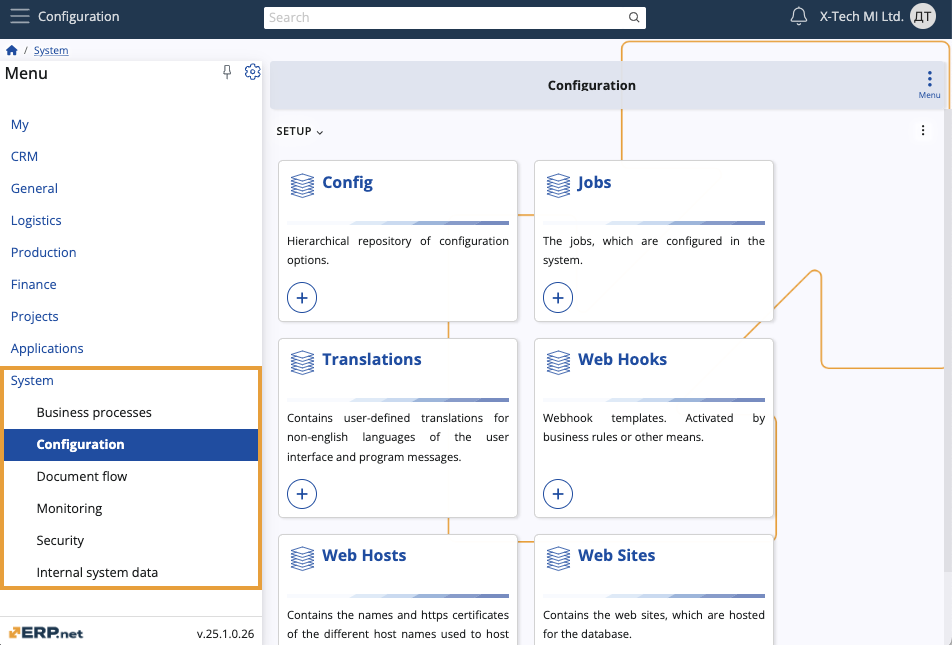 Configuration
Search
X-Tech MI Ltd.
ДТ
/ System
Menu
My
CRM
General
Logistics
Production
Finance
Projects
Applications
System
Business processes
Configuration
Document flow
Monitoring
Security
Internal system data
ERP.net
v.25.1.0.26
Configuration
Menu
SETUP
Config
Hierarchical repository of configuration
options.
Jobs
The jobs, which are configured in the
system.
Translations
Contains user-defined translations for
non-english languages of the user
interface and program messages.
Web Hooks
Webhook templates. Activated by
business rules or other means.
Web Hosts
Contains the names and https certificates
of the different host names used to host
Web Sites
Contains the web sites, which are hosted
for the database.